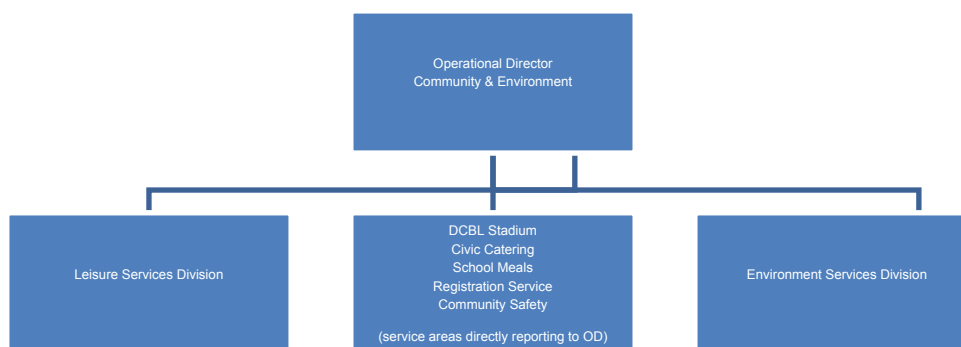 Operational Director
Community & Environment
Leisure Services Division
DCBL Stadium
Civic Catering
School Meals
Registration Service
Community Safety
(service areas directly reporting to OD)
Environment Services Division